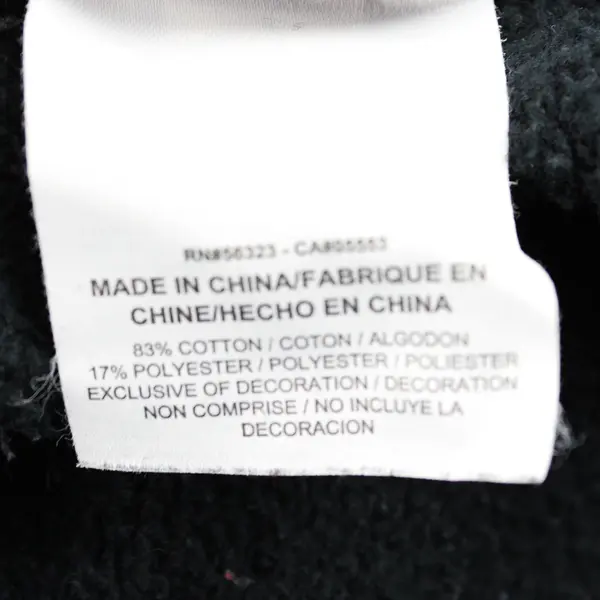 RN#56323 - CA#05553
MADE IN CHINA/FABRIQUE EN
CHINE/HECHO EN CHINA
83% COTTON / COTON / ALGODON
17% POLYESTER / POLYESTER / POLIESTER
EXCLUSIVE OF DECORATION / DECORATION
NON COMPRISE / NO INCLUYE LA
DECORACION